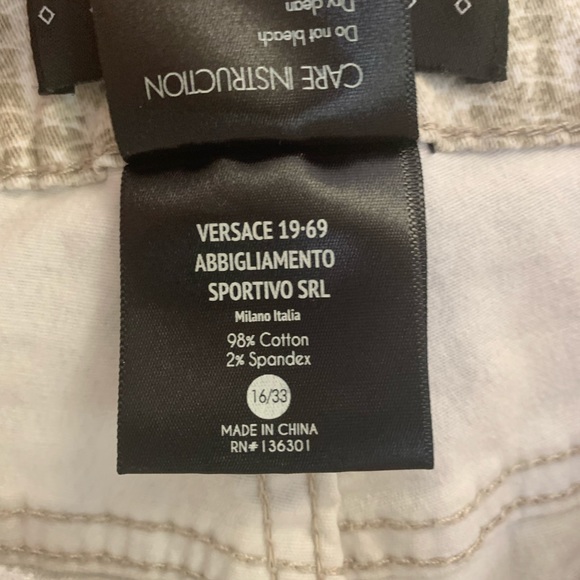 Dry clean
Do not bleach
CARE INSTRUCTION
VERSACE 19•69
ABBIGLIAMENTO
SPORTIVO SRL
Milano Italia
98% Cotton
2% Spandex
16/33
MADE IN CHINA
RN# 136301